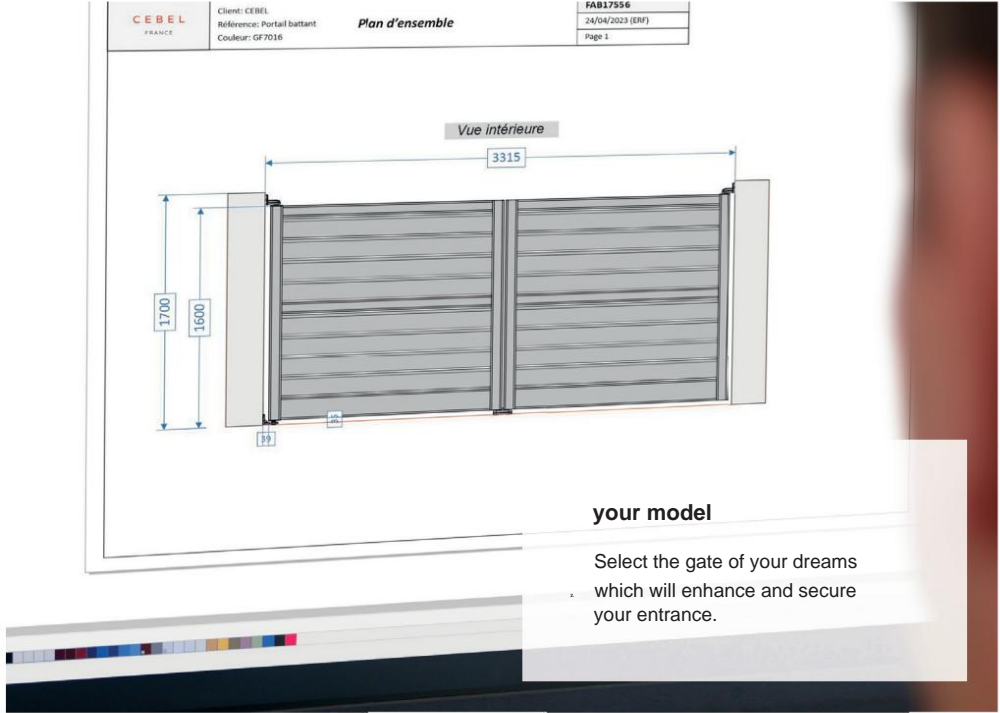 CEBEL
FRANCE
Client: CEBEL
Référence: Portail battant
Couleur: GF7016
Plan d'ensemble
FAB17556
24/04/2023 (ERF)
Page 1
Vue intérieure
3315
1700
1600
39
35
your model
Select the gate of your dreams
which will enhance and secure
your entrance.